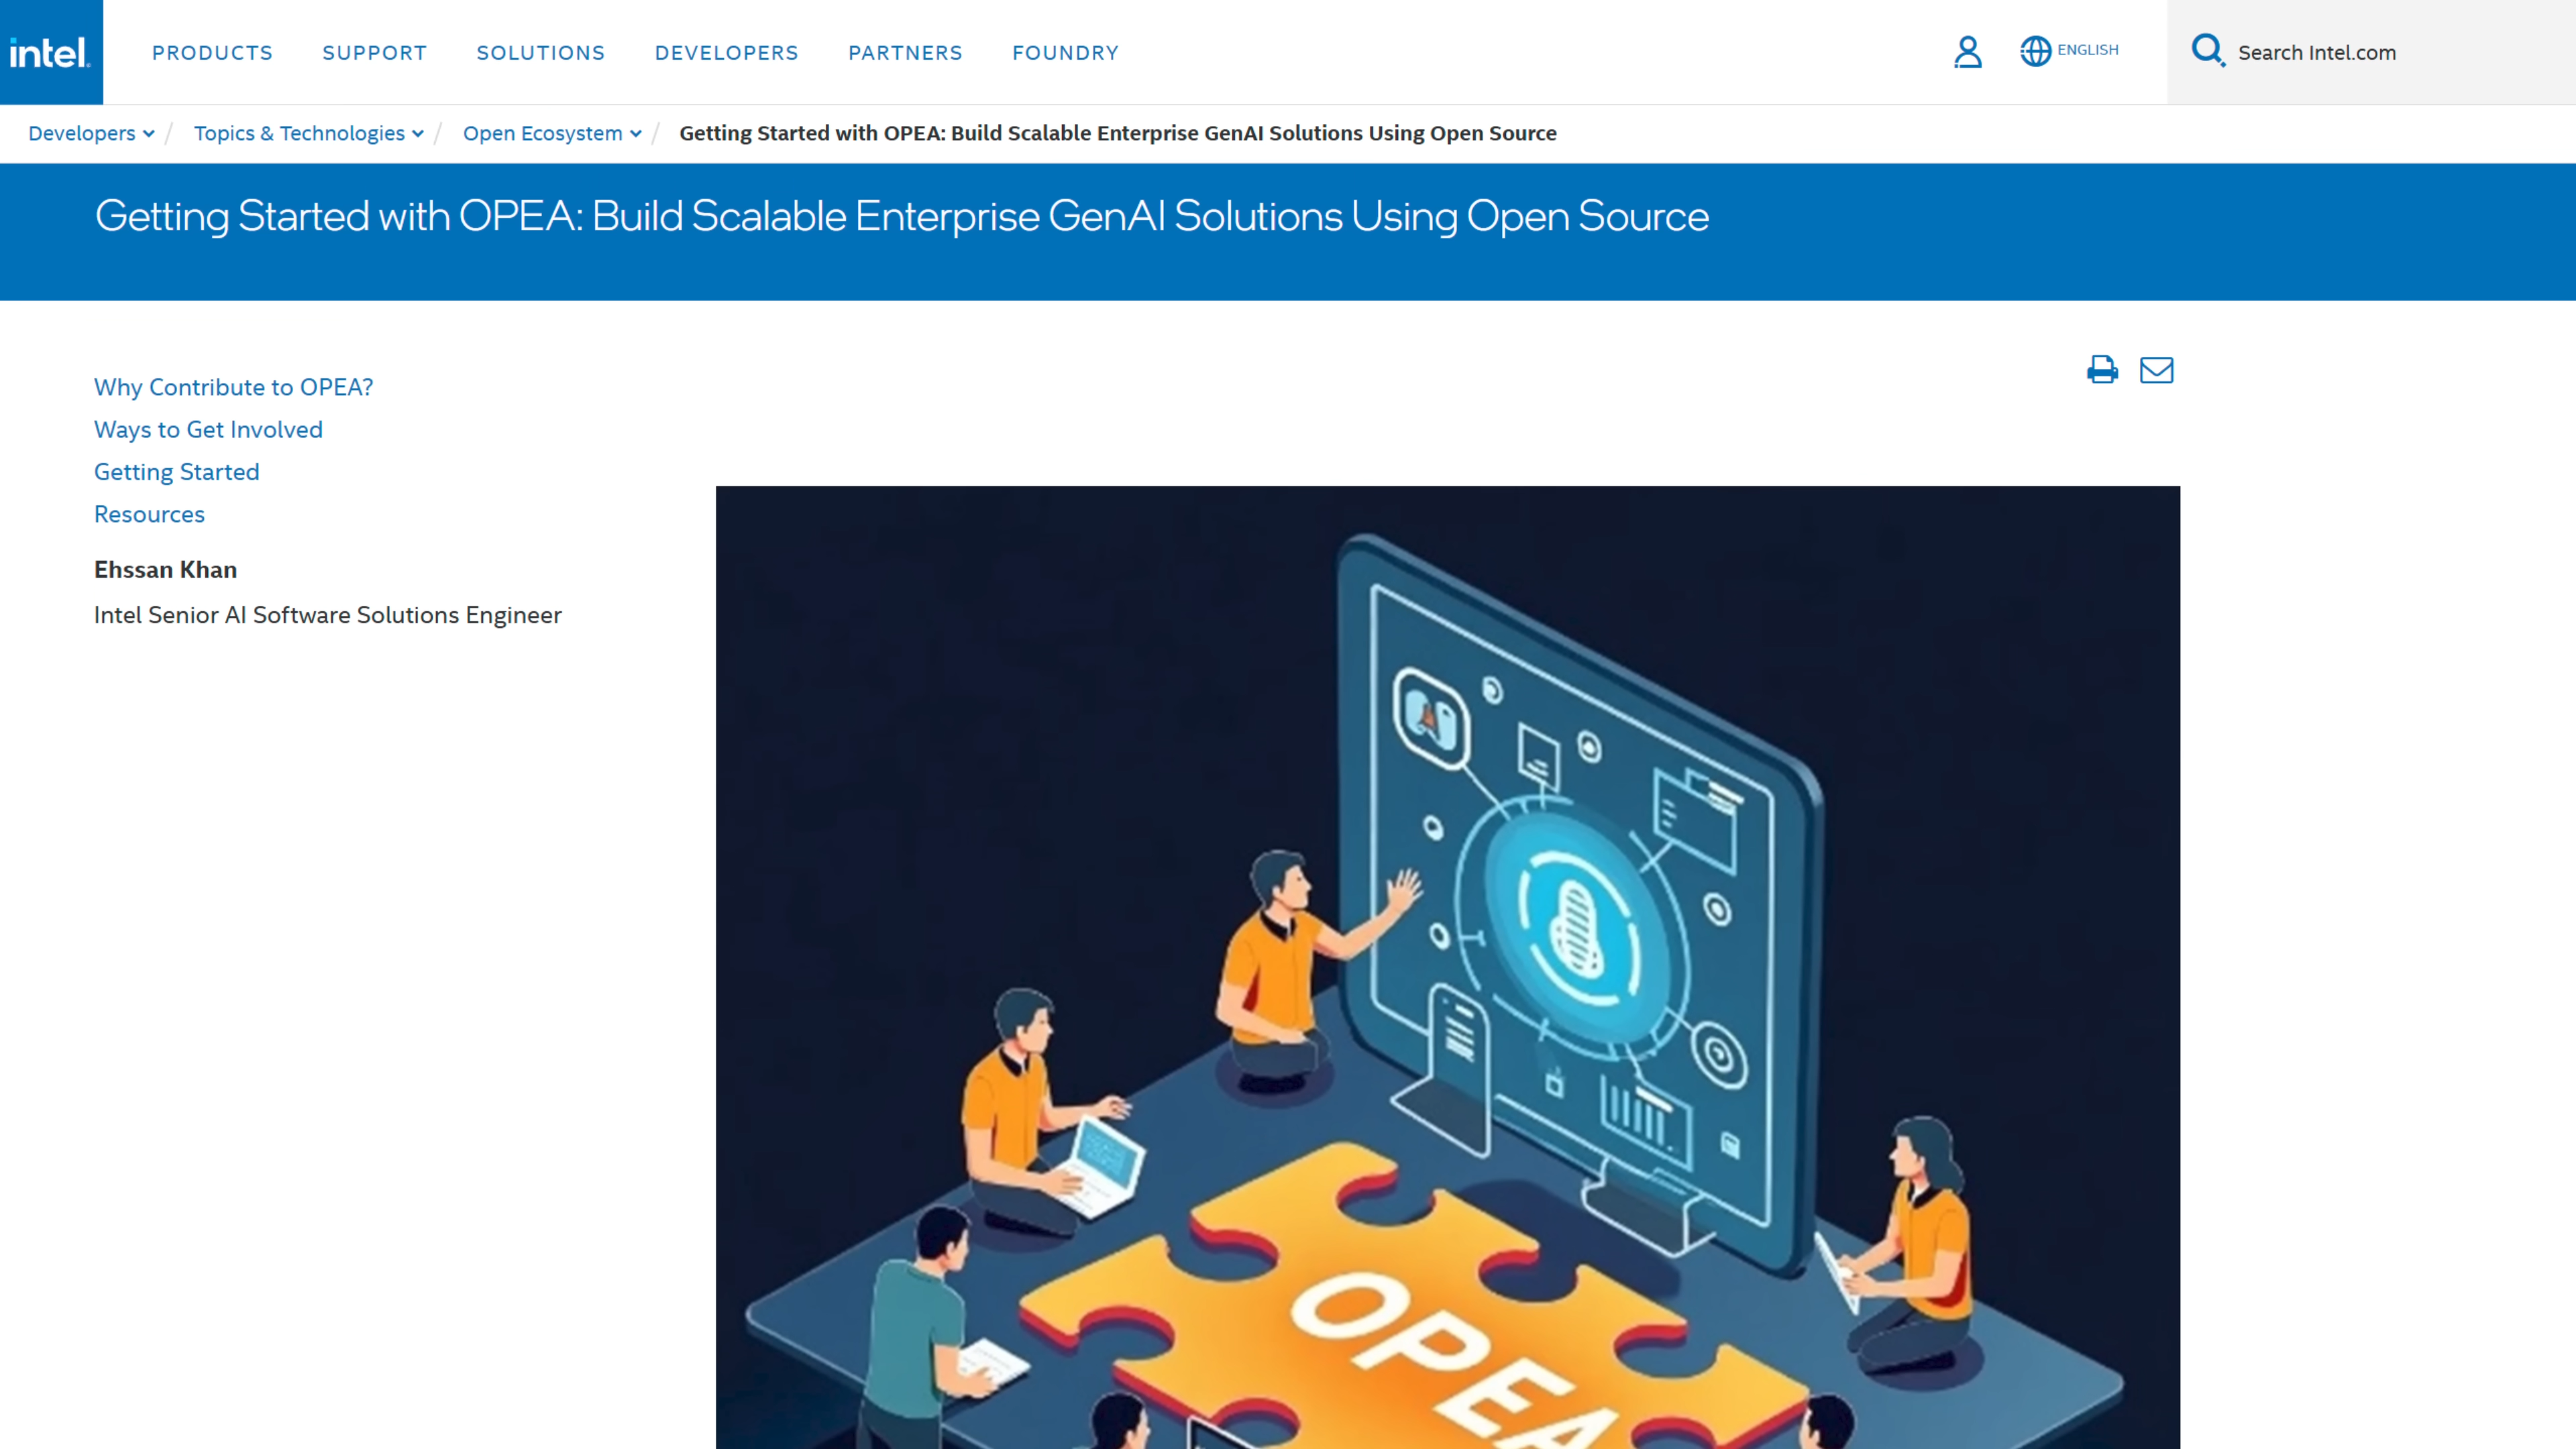 intel.
PRODUCTS SUPPORT SOLUTIONS DEVELOPERS PARTNERS FOUNDRY
ENGLISH
Search Intel.com
Developers / Topics & Technologies / Open Ecosystem / Getting Started with OPEA: Build Scalable Enterprise GenAI Solutions Using Open Source
Getting Started with OPEA: Build Scalable Enterprise GenAI Solutions Using Open Source
Why Contribute to OPEA?
Ways to Get Involved
Getting Started
Resources
Ehssan Khan
Intel Senior AI Software Solutions Engineer
OPEA